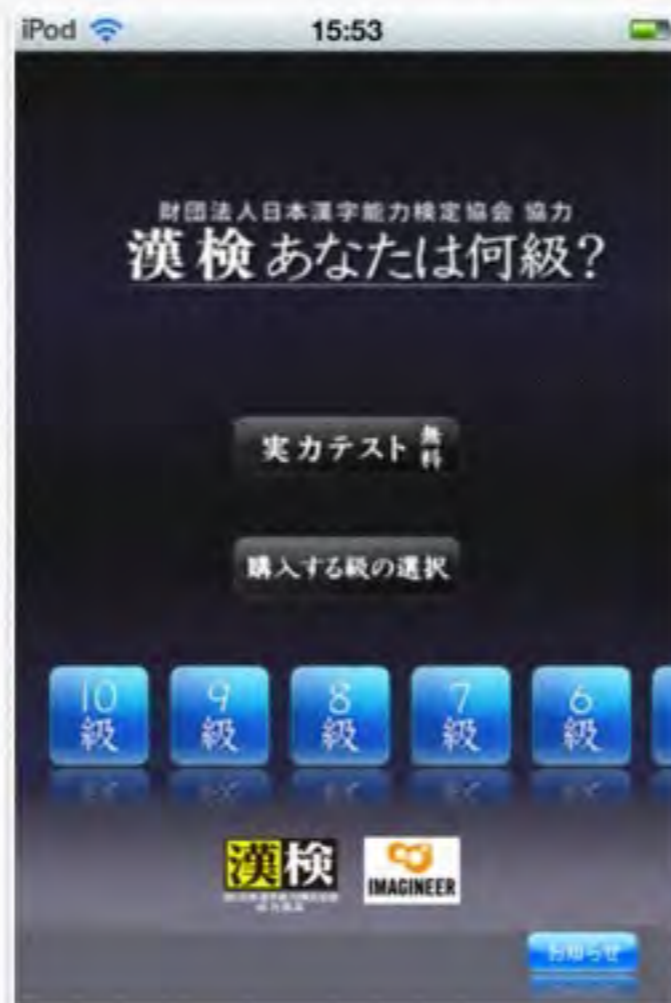 iPod 15:53
財団法人日本漢字能力検定協会 協力
漢検 あなたは何級?
実力テスト 無料
購入する級の選択
10級 9級 8級 7級 6級
漢検 IMAGINEER
お知らせ